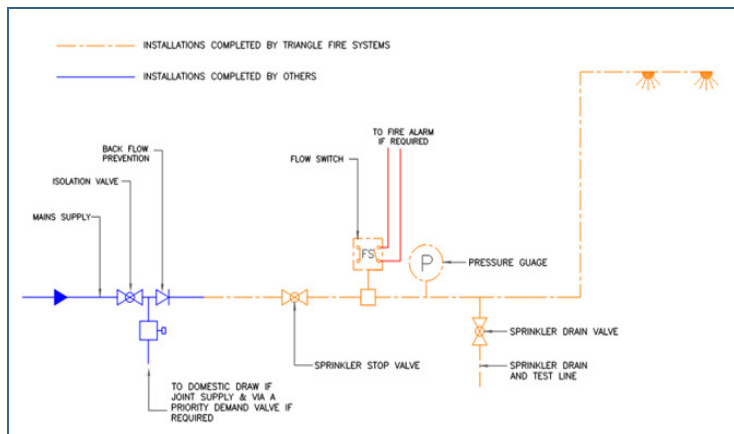 INSTALLATIONS COMPLETED BY TRIANGLE FIRE SYSTEMS
INSTALLATIONS COMPLETED BY OTHERS
TO FIRE ALARM
IF REQUIRED
BACK FLOW
PREVENTION
FLOW SWITCH
ISOLATION VALVE
MAINS SUPPLY
FS
P
PRESSURE GUAGE
SPRINKLER STOP VALVE
SPRINKLER DRAIN VALVE
SPRINKLER DRAIN
AND TEST LINE
TO DOMESTIC DRAW IF
JOINT SUPPLY & VIA A
PRIORITY DEMAND VALVE IF
REQUIRED